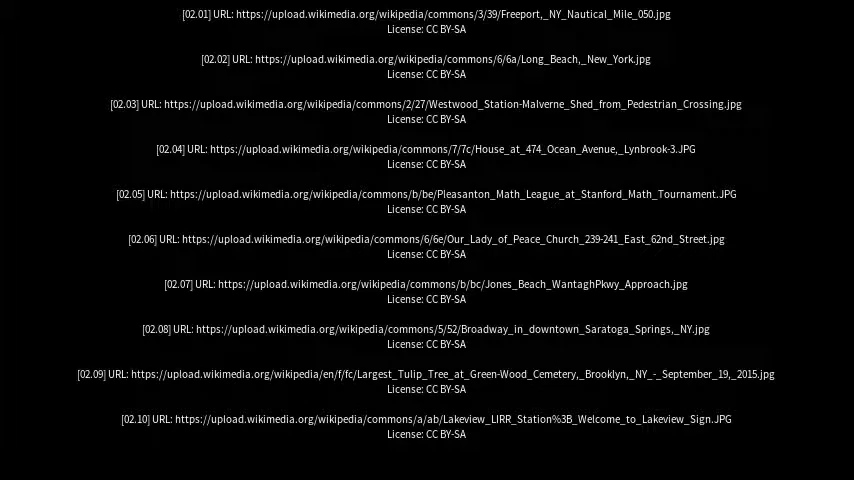 [02.01] URL: https://upload.wikimedia.org/wikipedia/commons/3/39/Freeport,_NY_Nautical_Mile_050.jpg
License: CC BY-SA
[02.02] URL: https://upload.wikimedia.org/wikipedia/commons/6/6a/Long_Beach,_New_York.jpg
License: CC BY-SA
[02.03] URL: https://upload.wikimedia.org/wikipedia/commons/2/27/Westwood_Station-Malverne_Shed_from_Pedestrian_Crossing.jpg
License: CC BY-SA
[02.04] URL: https://upload.wikimedia.org/wikipedia/commons/7/7c/House_at_474_Ocean_Avenue,_Lynbrook-3.JPG
License: CC BY-SA
[02.05] URL: https://upload.wikimedia.org/wikipedia/commons/b/be/Pleasanton_Math_League_at_Stanford_Math_Tournament.JPG
License: CC BY-SA
[02.06] URL: https://upload.wikimedia.org/wikipedia/commons/6/6e/Our_Lady_of_Peace_Church_239-241_East_62nd_Street.jpg
License: CC BY-SA
[02.07] URL: https://upload.wikimedia.org/wikipedia/commons/b/bc/Jones_Beach_WantaghPkwy_Approach.jpg
License: CC BY-SA
[02.08] URL: https://upload.wikimedia.org/wikipedia/commons/5/52/Broadway_in_downtown_Saratoga_Springs,_NY.jpg
License: CC BY-SA
[02.09] URL: https://upload.wikimedia.org/wikipedia/en/f/fc/Largest_Tulip_Tree_at_Green-Wood_Cemetery,_Brooklyn,_NY_-_September_19,_2015.jpg
License: CC BY-SA
[02.10] URL: https://upload.wikimedia.org/wikipedia/commons/a/ab/Lakeview_LIRR_Station%3B_Welcome_to_Lakeview_Sign.JPG
License: CC BY-SA